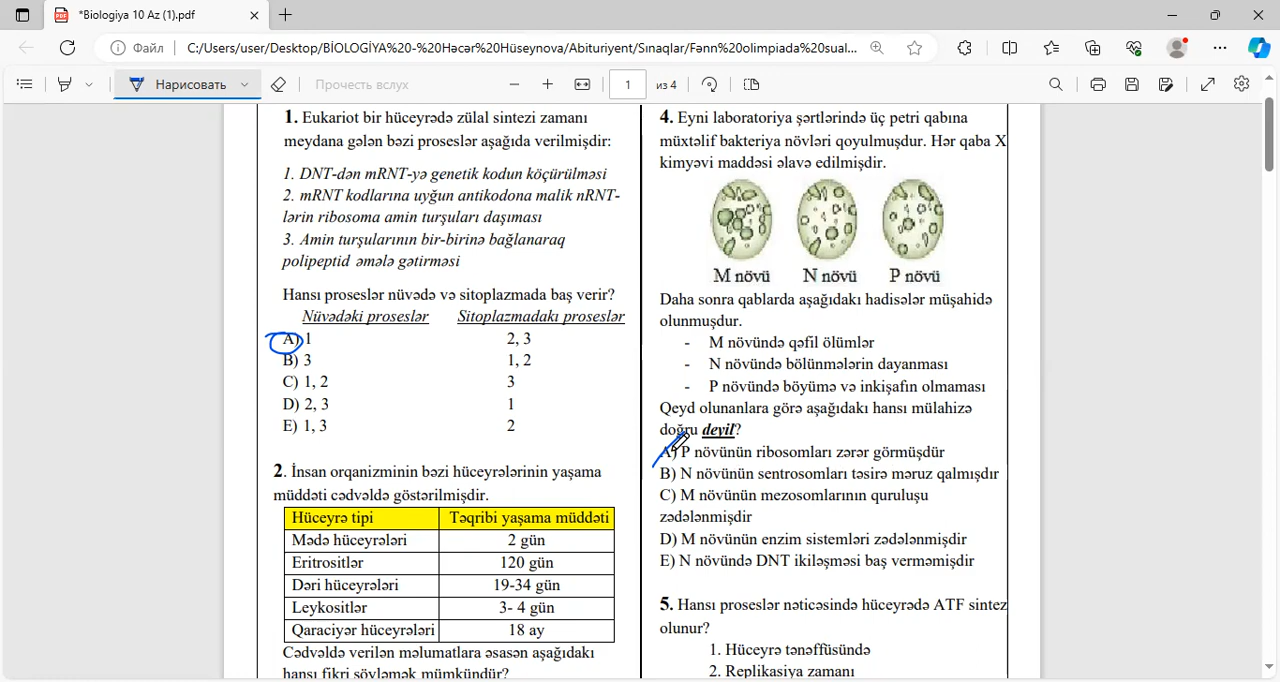 *Biologiya 10 Az (1).pdf
Файл
C:/Users/user/Desktop/BİOLOGİYA%20-%20Həcər%20Hüseynova/Abituriyent/Sınaqlar/Fənn%20olimpiada%20sual...
Нарисовать
Прочесть вслух
1
из 4
1. Eukariot bir hüceyrədə zülal sintezi zamanı
meydana gələn bəzi proseslər aşağıda verilmişdir:
1. DNT-dən mRNT-yə genetik kodun köçürülməsi
2. mRNT kodlarına uyğun antikodona malik nRNT-
lərin ribosoma amin turşuları daşıması
3. Amin turşularının bir-birinə bağlanaraq
polipeptid əmələ gətirməsi
Hansı proseslər nüvədə və sitoplazmada baş verir?
Nüvədəki proseslər Sitoplazmadakı proseslər
A) 1 2, 3
B) 3 1, 2
C) 1, 2 3
D) 2, 3 1
E) 1, 3 2
2. İnsan orqanizminin bəzi hüceyrələrinin yaşama
müddəti cədvəldə göstərilmişdir.
Hüceyrə tipi Təqribi yaşama müddəti
Mədə hüceyrələri 2 gün
Eritrositlər 120 gün
Dəri hüceyrələri 19-34 gün
Leykositlər 3- 4 gün
Qaraciyər hüceyrələri 18 ay
Cədvəldə verilən məlumatlara əsasən aşağıdakı
hansı fikri söyləmək mümkündür?
4. Eyni laboratoriya şərtlərində üç petri qabına
müxtəlif bakteriya növləri qoyulmuşdur. Hər qaba X
kimyəvi maddəsi əlavə edilmişdir.
M növü N növü P növü
Daha sonra qablarda aşağıdakı hadisələr müşahidə
olunmuşdur.
- M növündə qəfil ölümlər
- N növündə bölünmələrin dayanması
- P növündə böyümə və inkişafın olmaması
Qeyd olunanlara görə aşağıdakı hansı mülahizə
doğru deyil?
A) P növünün ribosomları zərər görmüşdür
B) N növünün sentrosomları təsirə məruz qalmışdır
C) M növünün mezosomlarının quruluşu
zədələnmişdir
D) M növünün enzim sistemləri zədələnmişdir
E) N növündə DNT ikiləşməsi baş verməmişdir
5. Hansı proseslər nəticəsində hüceyrədə ATF sintez
olunur?
1. Hüceyrə tənəffüsündə
2. Replikasiya zamanı